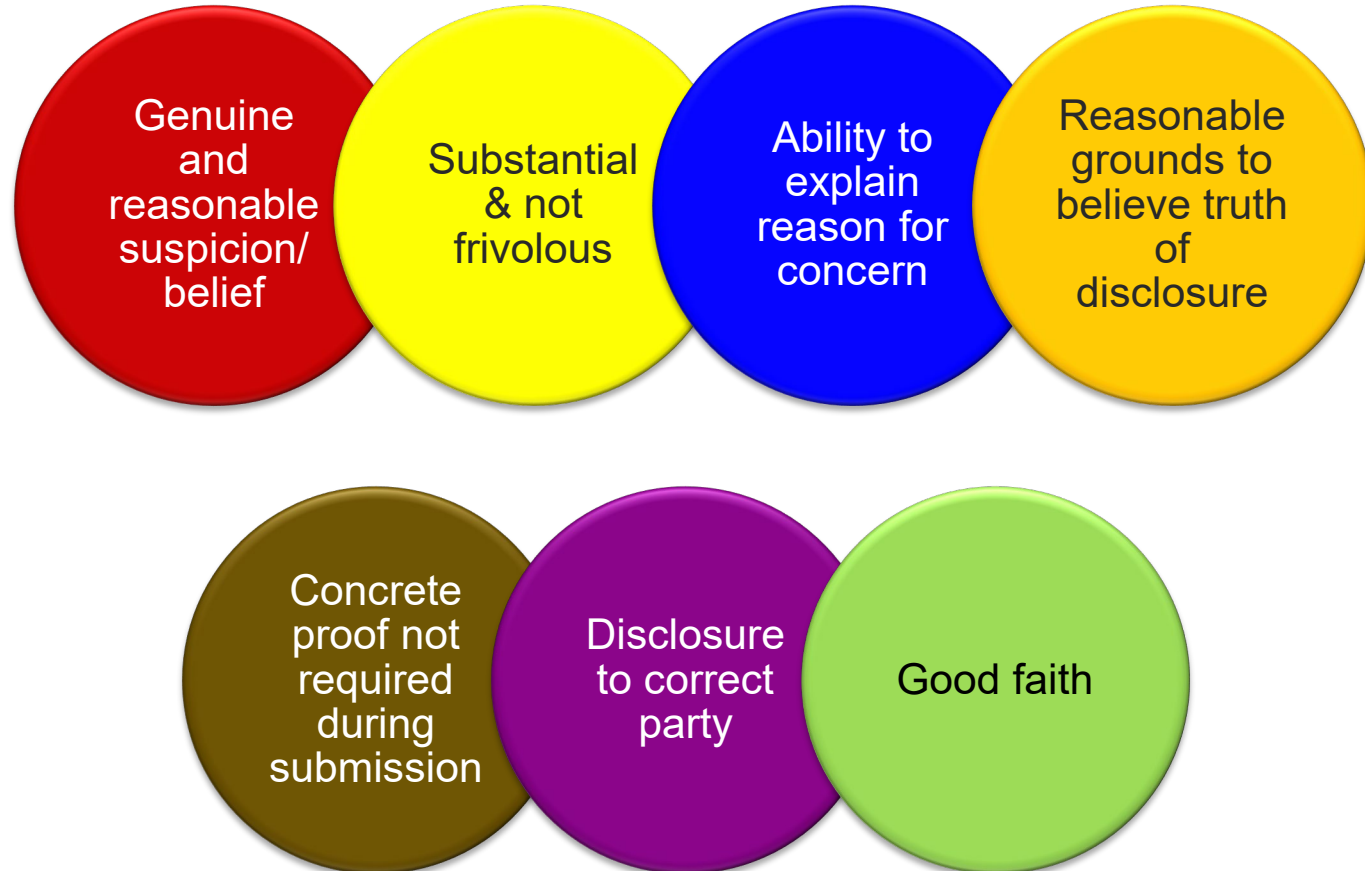 Genuine
and
reasonable
suspicion/
belief
Substantial
& not
frivolous
Ability to
explain
reason for
concern
Reasonable
grounds to
believe truth
of
disclosure
Concrete
proof not
required
during
submission
Disclosure
to correct
party
Good faith